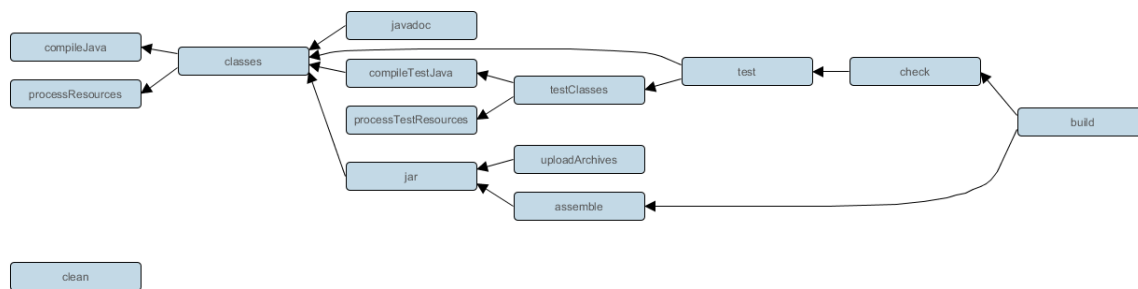 javadoc
compileJava
classes
compileTestJava
test
check
processResources
testClasses
processTestResources
build
uploadArchives
jar
assemble
clean